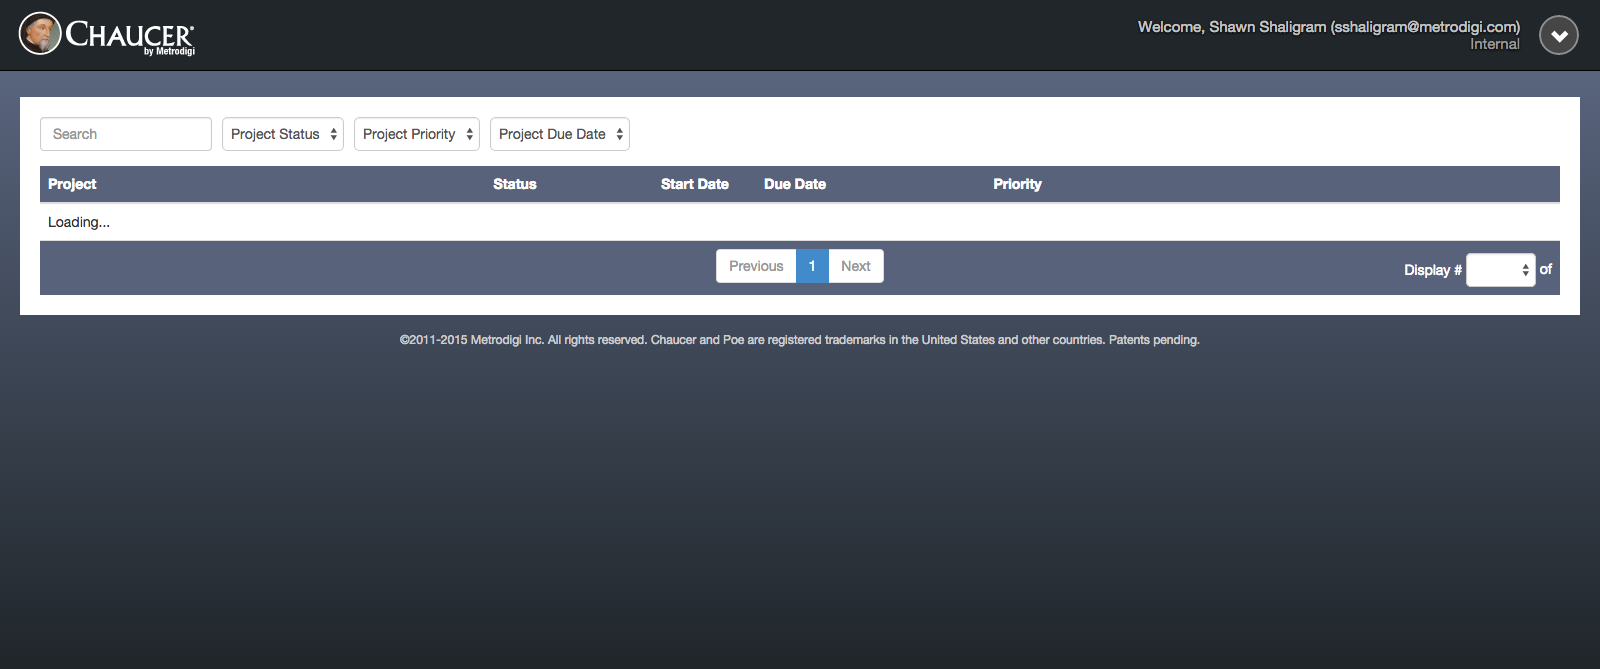 CHAUCER®
by Metrodigi
Welcome, Shawn Shaligram (sshaligram@metrodigi.com)
Internal
Search
Project Status
Project Priority
Project Due Date
Project Status Start Date Due Date Priority
Loading...
Previous 1 Next
Display # of
©2011-2015 Metrodigi Inc. All rights reserved. Chaucer and Poe are registered trademarks in the United States and other countries. Patents pending.